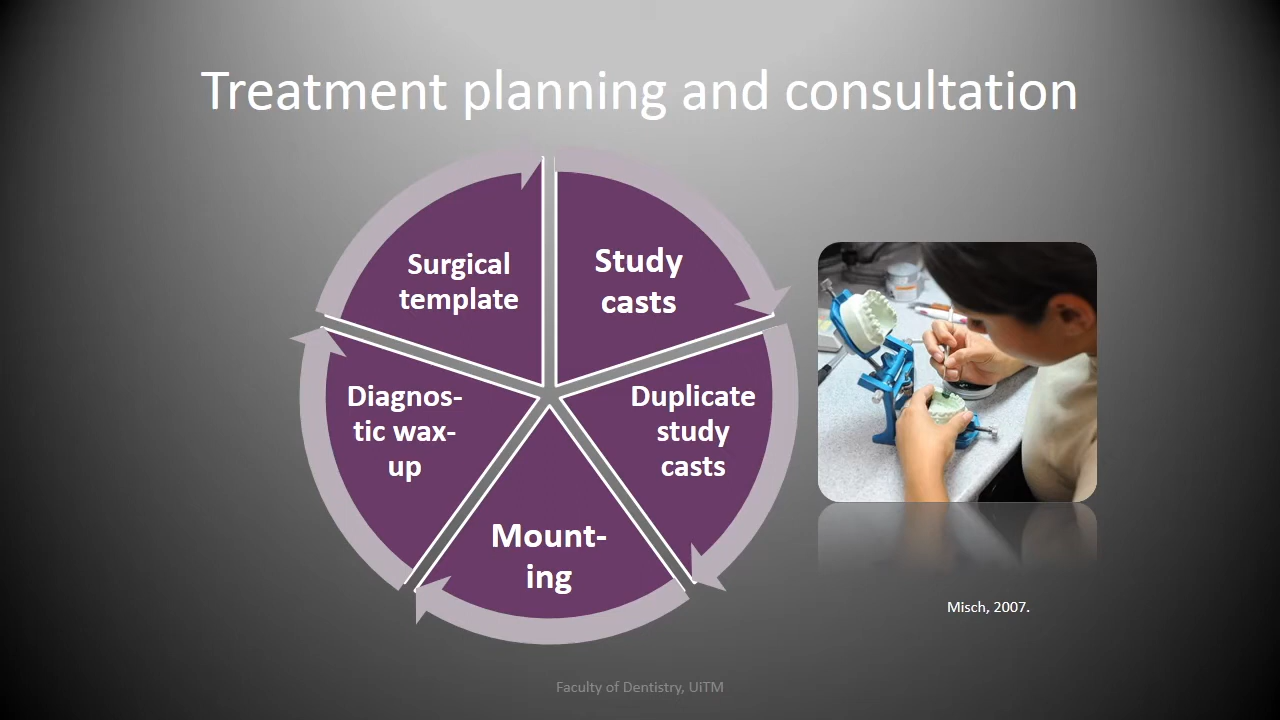 Treatment planning and consultation
Study
casts
Duplicate
study
casts
Mount-
ing
Diagnos-
tic wax-
up
Surgical
template
Misch, 2007.
Faculty of Dentistry, UiTM